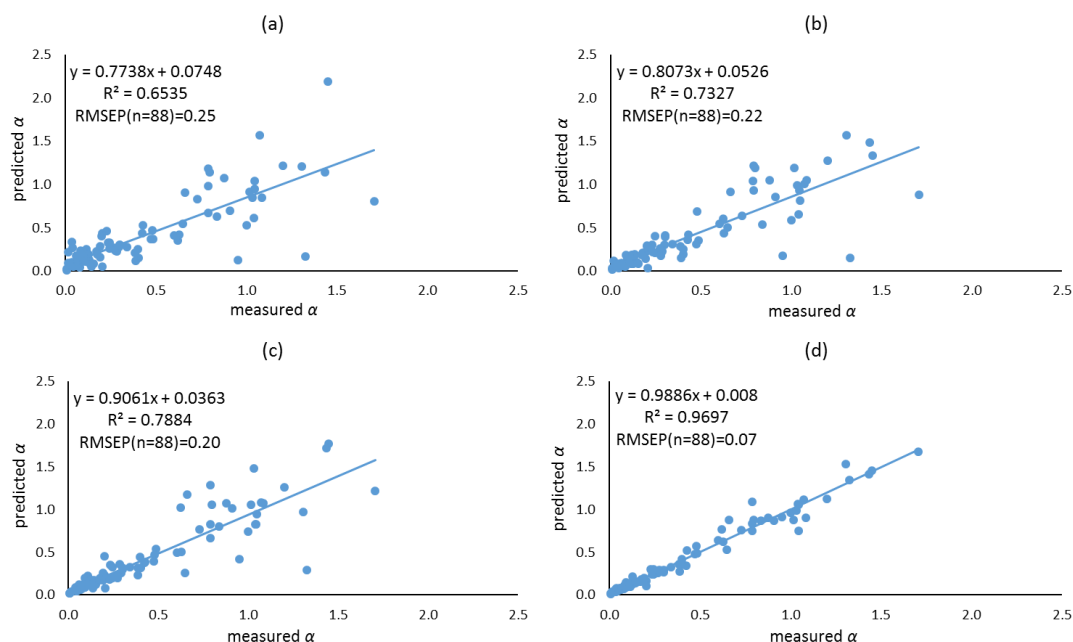 (a)
2.5
y = 0.7738x + 0.0748
R² = 0.6535
RMSEP(n=88)=0.25
2.0
1.5
1.0
0.5
0.0
predicted α
0.0 0.5 1.0 1.5 2.0 2.5
measured α
(b)
2.5
y = 0.8073x + 0.0526
R² = 0.7327
RMSEP(n=88)=0.22
2.0
1.5
1.0
0.5
0.0
predicted α
0.0 0.5 1.0 1.5 2.0 2.5
measured α
(c)
2.5
y = 0.9061x + 0.0363
R² = 0.7884
RMSEP(n=88)=0.20
2.0
1.5
1.0
0.5
0.0
predicted α
0.0 0.5 1.0 1.5 2.0 2.5
measured α
(d)
2.5
y = 0.9886x + 0.008
R² = 0.9697
RMSEP(n=88)=0.07
2.0
1.5
1.0
0.5
0.0
predicted α
0.0 0.5 1.0 1.5 2.0 2.5
measured α